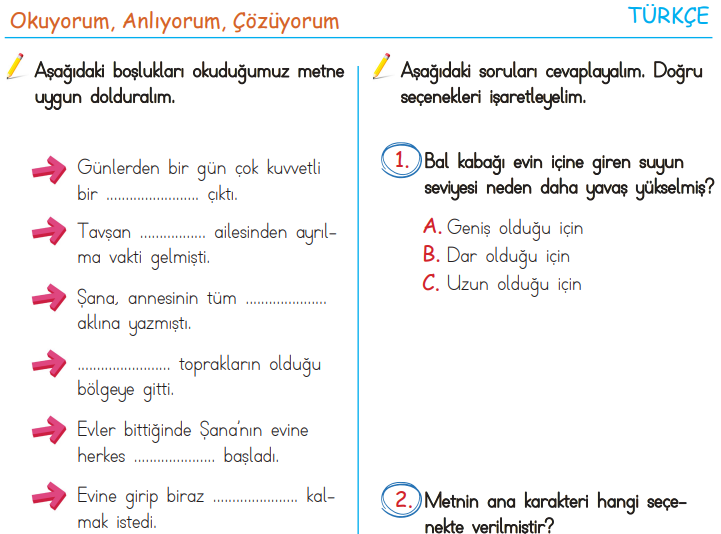 Okuyorum, Anlıyorum, Çözüyorum
TÜRKÇE
Aşağıdaki boşlukları okuduğumuz metne
uygun dolduralım.
Günlerden bir gün çok kuvvetli
bir ........................ çıktı.
Tavşan ................. ailesinden ayrıl-
ma vakti gelmişti.
Şana, annesinin tüm .....................
aklına yazmıştı.
........................ toprakların olduğu
bölgeye gitti.
Evler bittiğinde Şana'nın evine
herkes ..................... başladı.
Evine girip biraz ...................... kal-
mak istedi.
Aşağıdaki soruları cevaplayalım. Doğru
seçenekleri işaretleyelim.
1. Bal kabağı evin içine giren suyun
seviyesi neden daha yavaş yükselmiş?
A. Geniş olduğu için
B. Dar olduğu için
C. Uzun olduğu için
2. Metnin ana karakteri hangi seçe-
nekte verilmiştir?